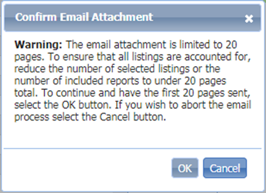 Confirm Email Attachment
Warning: The email attachment is limited to 20
pages. To ensure that all listings are accounted for,
reduce the number of selected listings or the
number of included reports to under 20 pages
total. To continue and have the first 20 pages sent,
select the OK button. If you wish to abort the email
process select the Cancel button.
OK Cancel